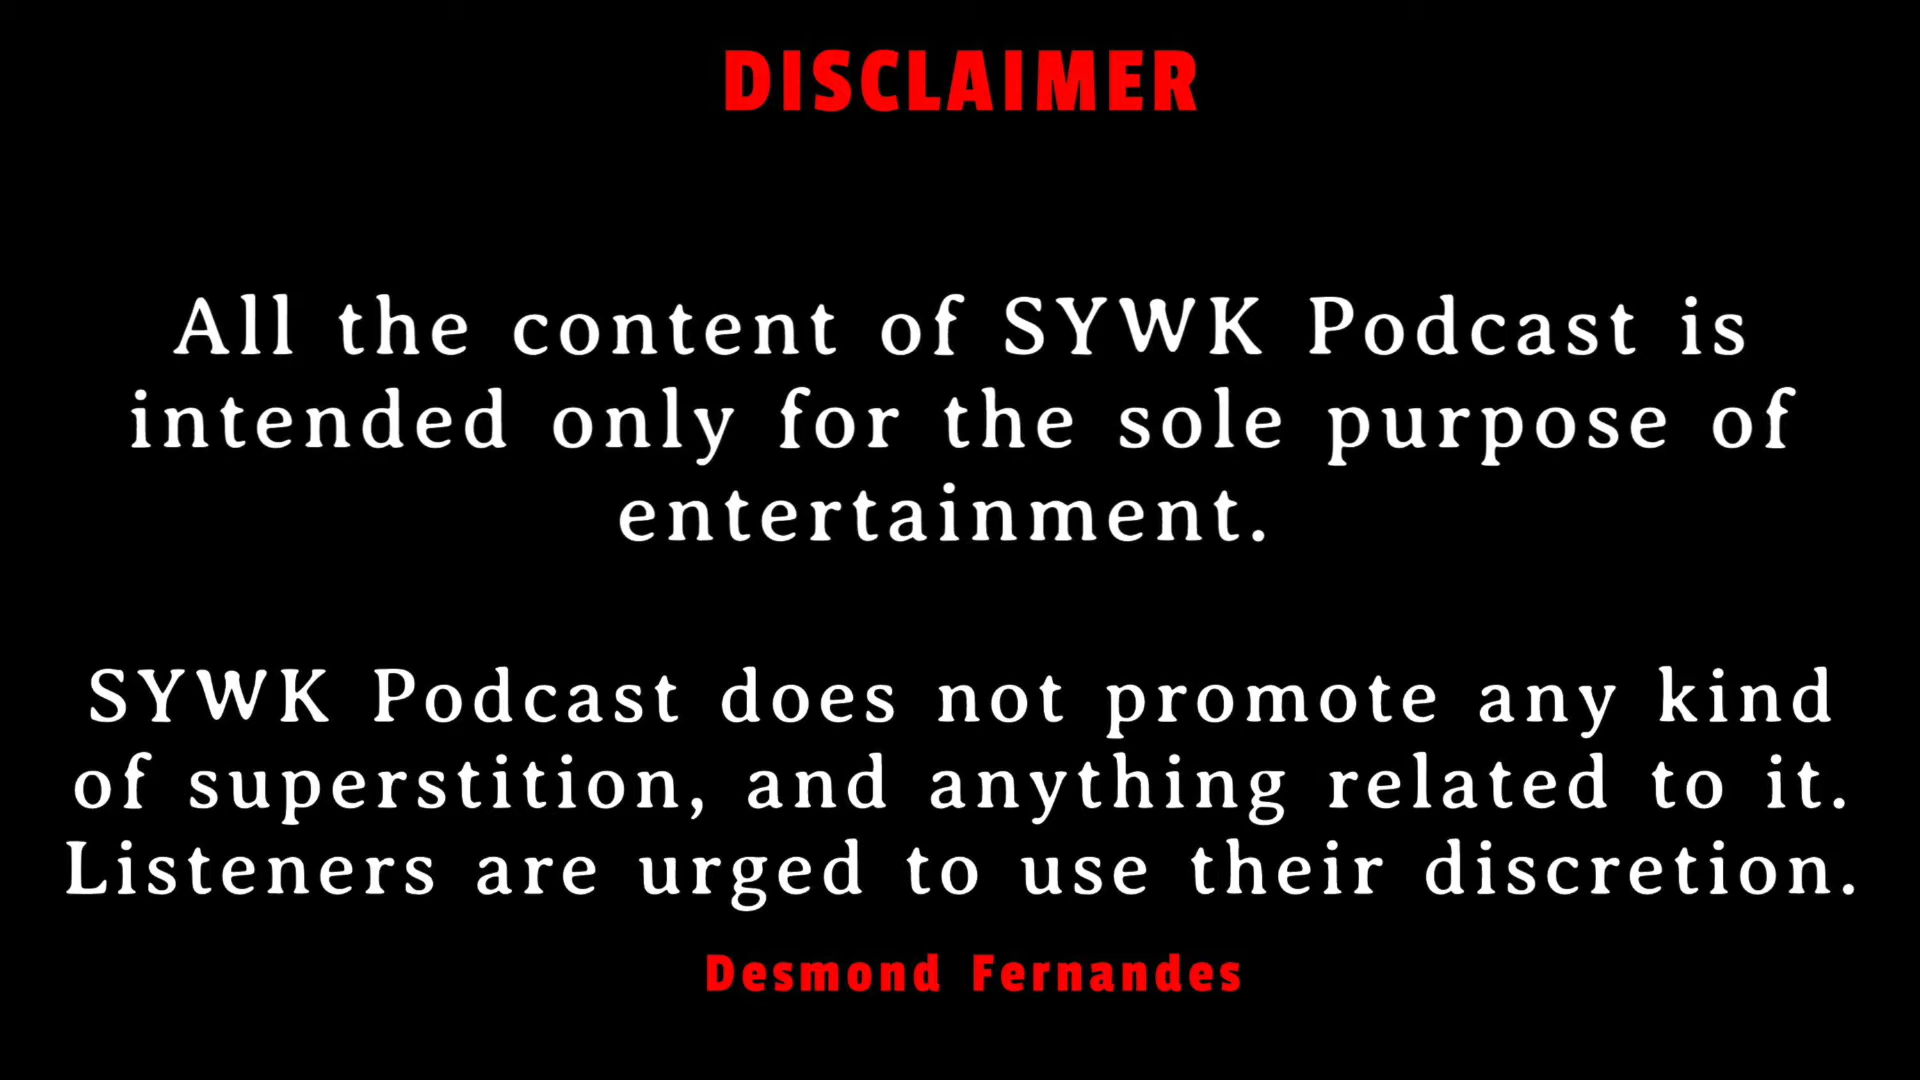 DISCLAIMER
All the content of SYWK Podcast is
intended only for the sole purpose of
entertainment.
SYWK Podcast does not promote any kind
of superstition, and anything related to it.
Listeners are urged to use their discretion.
Desmond Fernandes